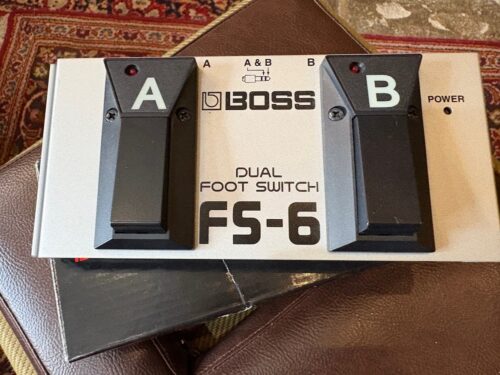 A
A & B
B
A
BOSS
B
POWER
DUAL
FOOT SWITCH
FS-6